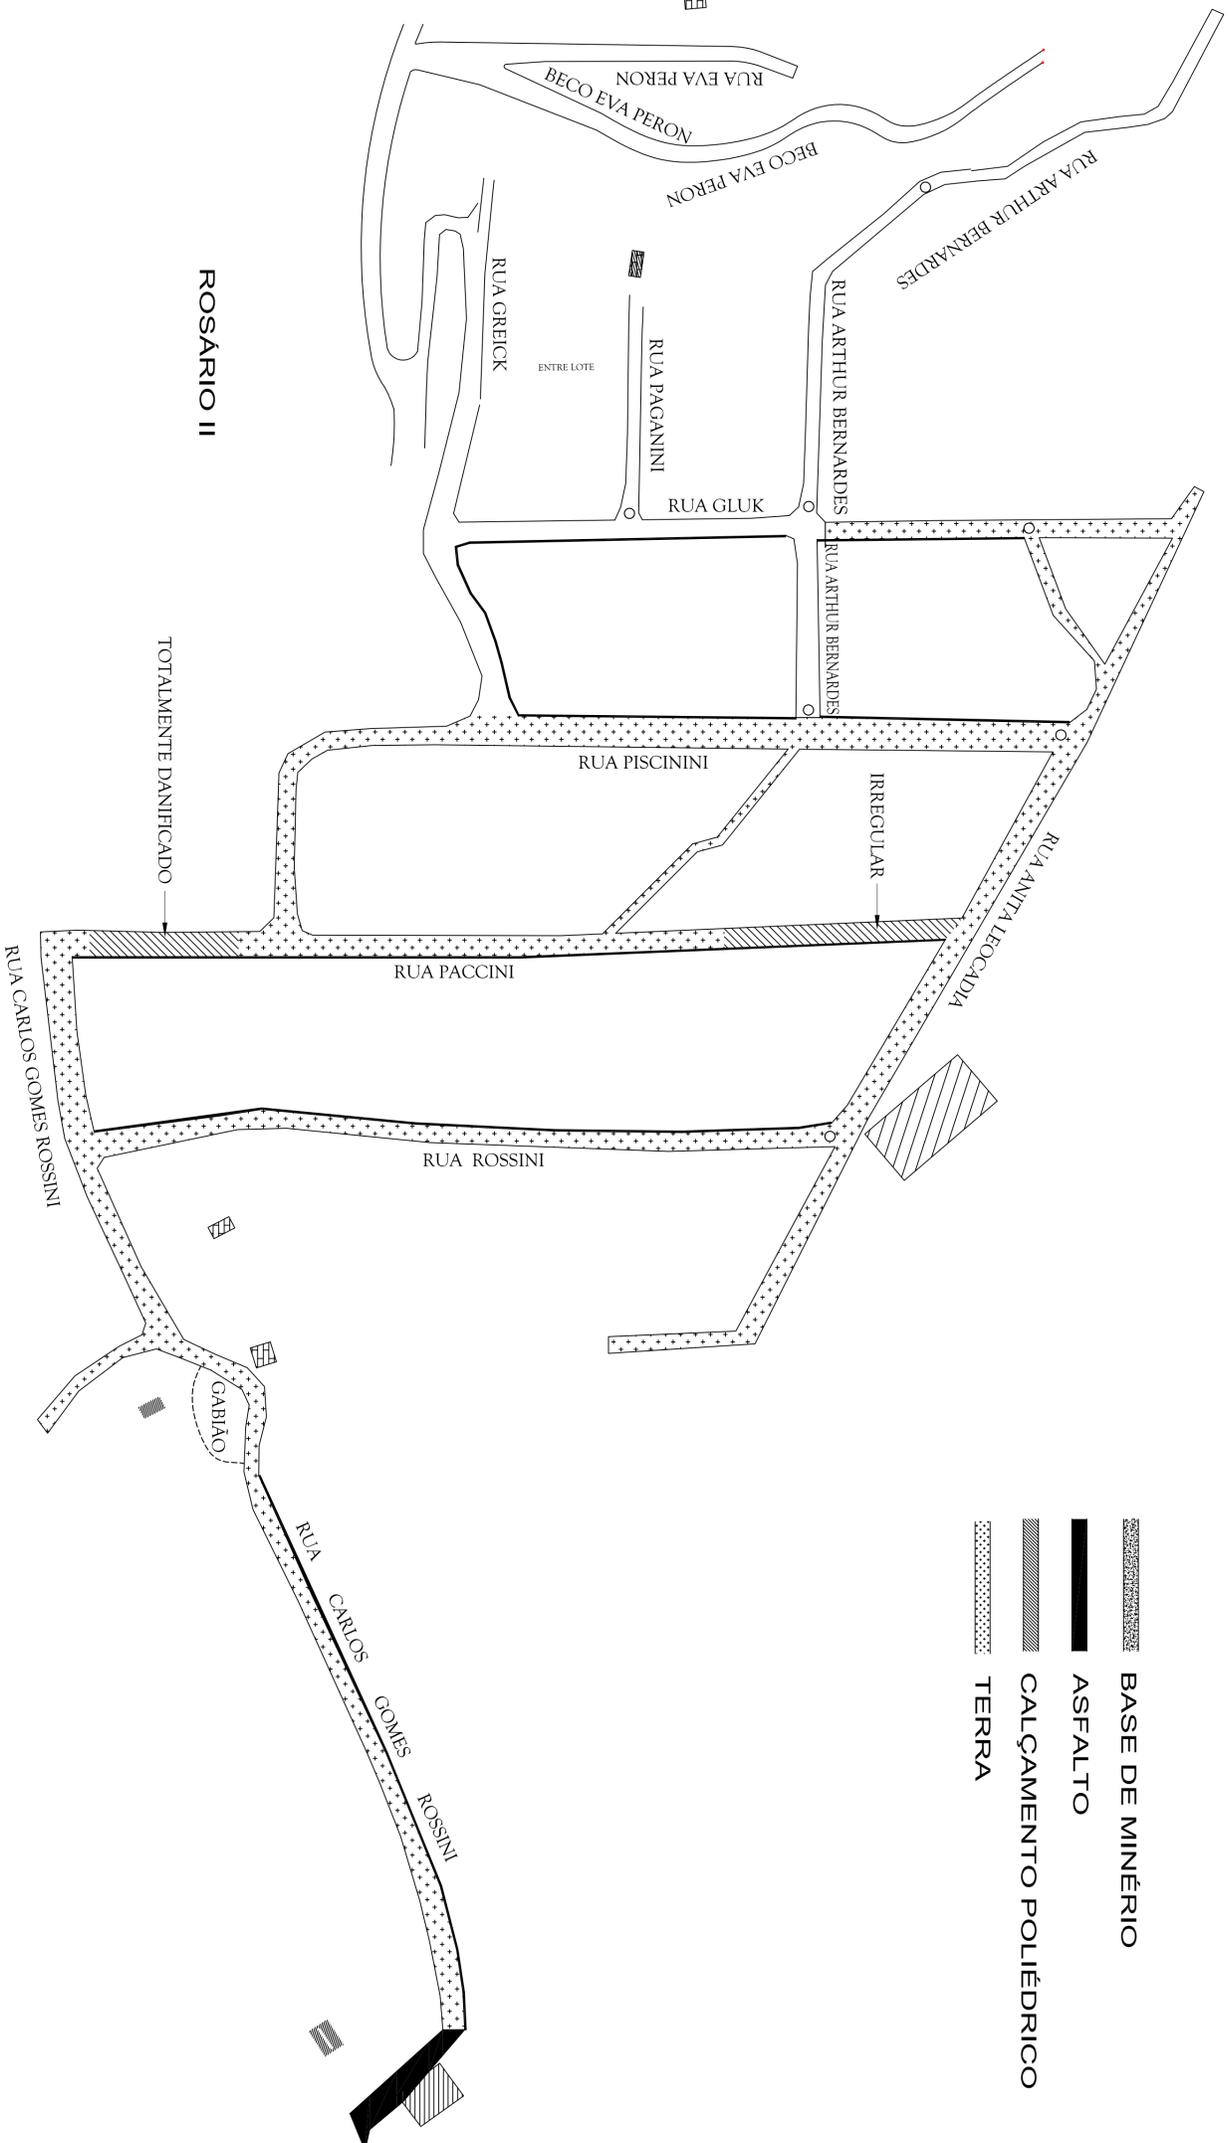 RUA EVA PERON
BECO EVA PERON
BECO EVA PERON
RUA ARTHUR BERNARDES
RUA GREICK
ENTRE LOTE
RUA PAGANINI
RUA ARTHUR BERNARDES
ROSÁRIO II
RUA GLUK
RUA ARTHUR BERNARDES
TOTALMENTE DANIFICADO
RUA PISCININI
IRREGULAR
RUA ANITA LEOCADIA
RUA PACCINI
RUA CARLOS GOMES ROSSINI
RUA ROSSINI
GABIÃO
RUA CARLOS GOMES ROSSINI
BASE DE MINÉRIO
ASFALTO
CALÇAMENTO POLIÉDRICO
TERRA